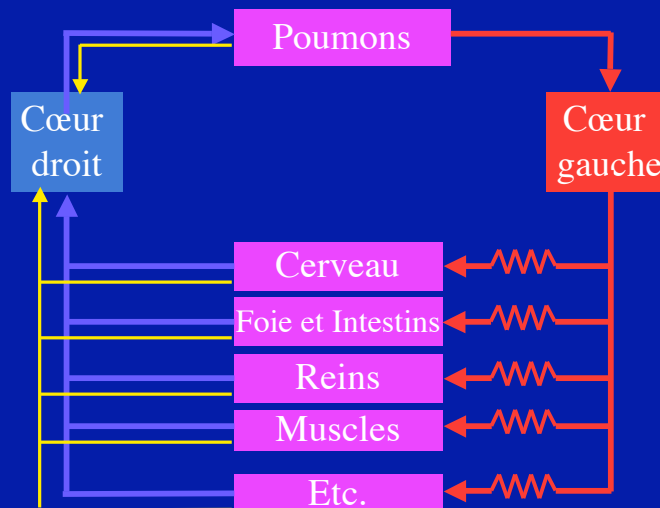 Poumons
Cœur
droit
Cœur
gauche
Cerveau
Foie et Intestins
Reins
Muscles
Etc.